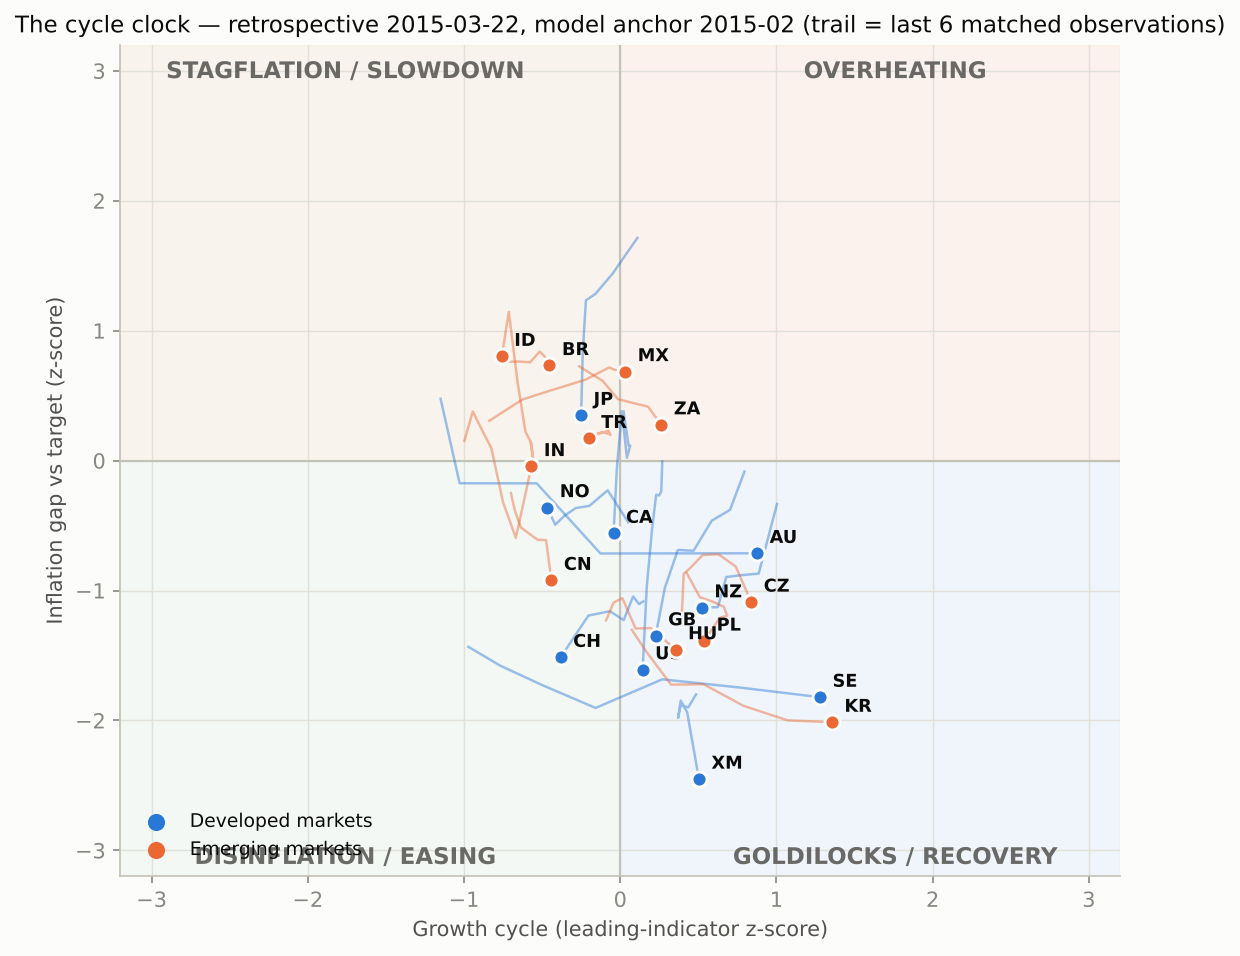 The cycle clock — retrospective 2015-03-22, model anchor 2015-02 (trail = last 6 matched observations)
STAGFLATION / SLOWDOWN
OVERHEATING
3
2
1
0
−1
−2
−3
Inflation gap vs target (z-score)
ID
BR
MX
JP
ZA
TR
IN
NO
CA
AU
CN
CZ
NZ
GB
PL
HU
CH
SE
KR
XM
Developed markets
Emerging markets
DISINFLATION / EASING
GOLDILOCKS / RECOVERY
−3
−2
−1
0
1
2
3
Growth cycle (leading-indicator z-score)